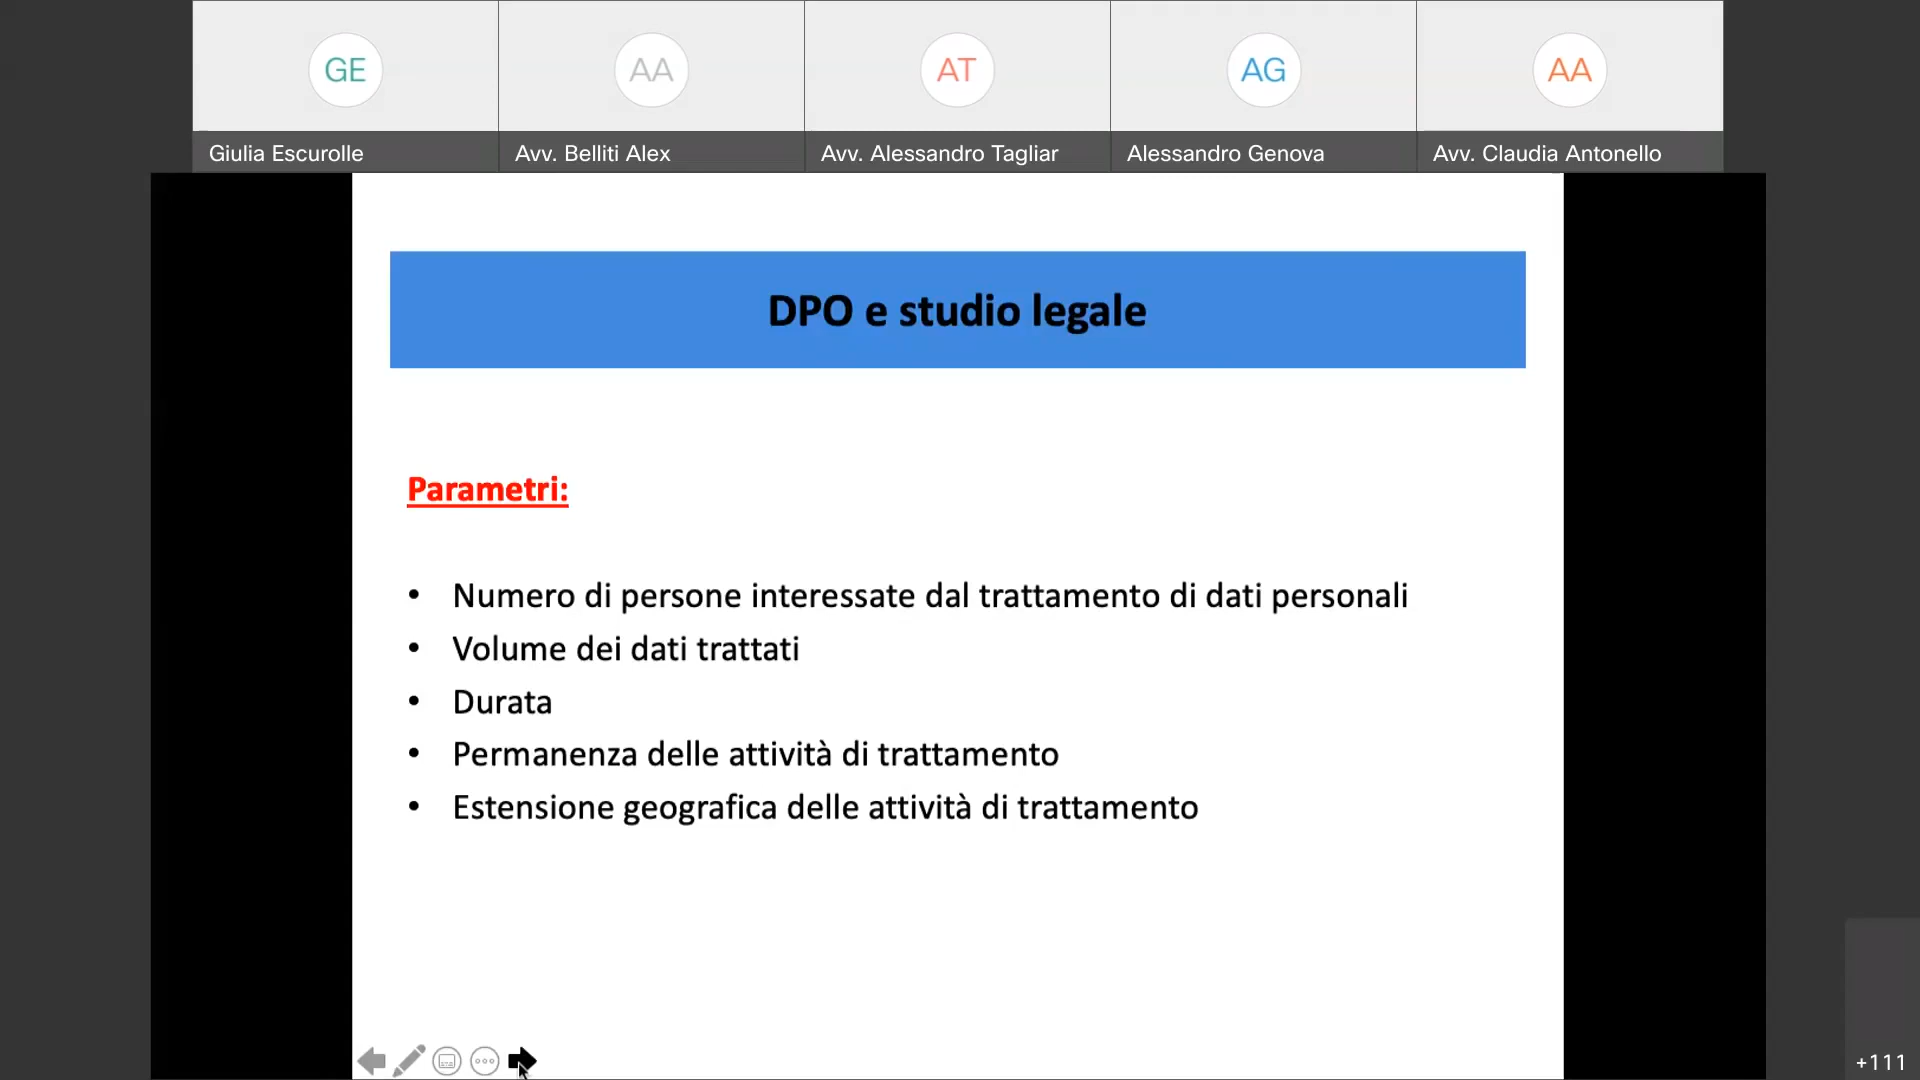 GE
AA
AT
AG
AA
Giulia Escurolle
Avv. Belliti Alex
Avv. Alessandro Tagliar
Alessandro Genova
Avv. Claudia Antonello
DPO e studio legale
Parametri:
• Numero di persone interessate dal trattamento di dati personali
• Volume dei dati trattati
• Durata
• Permanenza delle attività di trattamento
• Estensione geografica delle attività di trattamento
+111